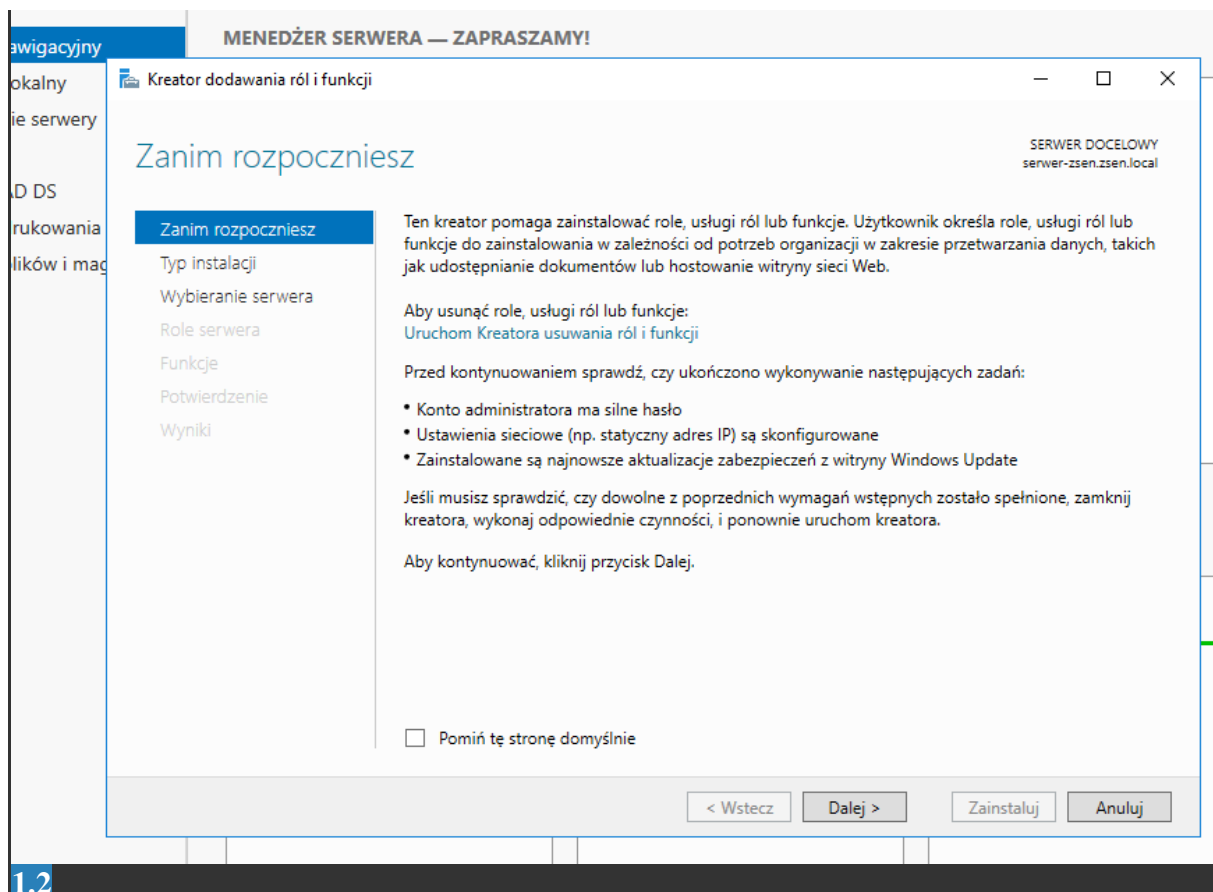 MENEDŻER SERWERA — ZAPRASZAMY!
awigacyjny
okalny
ie serwery
D DS
rukowania
lików i mag
Kreator dodawania ról i funkcji
Zanim rozpoczniesz
SERWER DOCELOWY
serwer-zsen.zsen.local
Zanim rozpoczniesz
Typ instalacji
Wybieranie serwera
Role serwera
Funkcje
Potwierdzenie
Wyniki
Ten kreator pomaga zainstalować role, usługi ról lub funkcje. Użytkownik określa role, usługi ról lub
funkcje do zainstalowania w zależności od potrzeb organizacji w zakresie przetwarzania danych, takich
jak udostępnianie dokumentów lub hostowanie witryny sieci Web.
Aby usunąć role, usługi ról lub funkcje:
Uruchom Kreatora usuwania ról i funkcji
Przed kontynuowaniem sprawdź, czy ukończono wykonywanie następujących zadań:
• Konto administratora ma silne hasło
• Ustawienia sieciowe (np. statyczny adres IP) są skonfigurowane
• Zainstalowane są najnowsze aktualizacje zabezpieczeń z witryny Windows Update
Jeśli musisz sprawdzić, czy dowolne z poprzednich wymagań wstępnych zostało spełnione, zamknij
kreatora, wykonaj odpowiednie czynności, i ponownie uruchom kreatora.
Aby kontynuować, kliknij przycisk Dalej.
Pomiń tę stronę domyślnie
< Wstecz
Dalej >
Zainstaluj
Anuluj
1.2